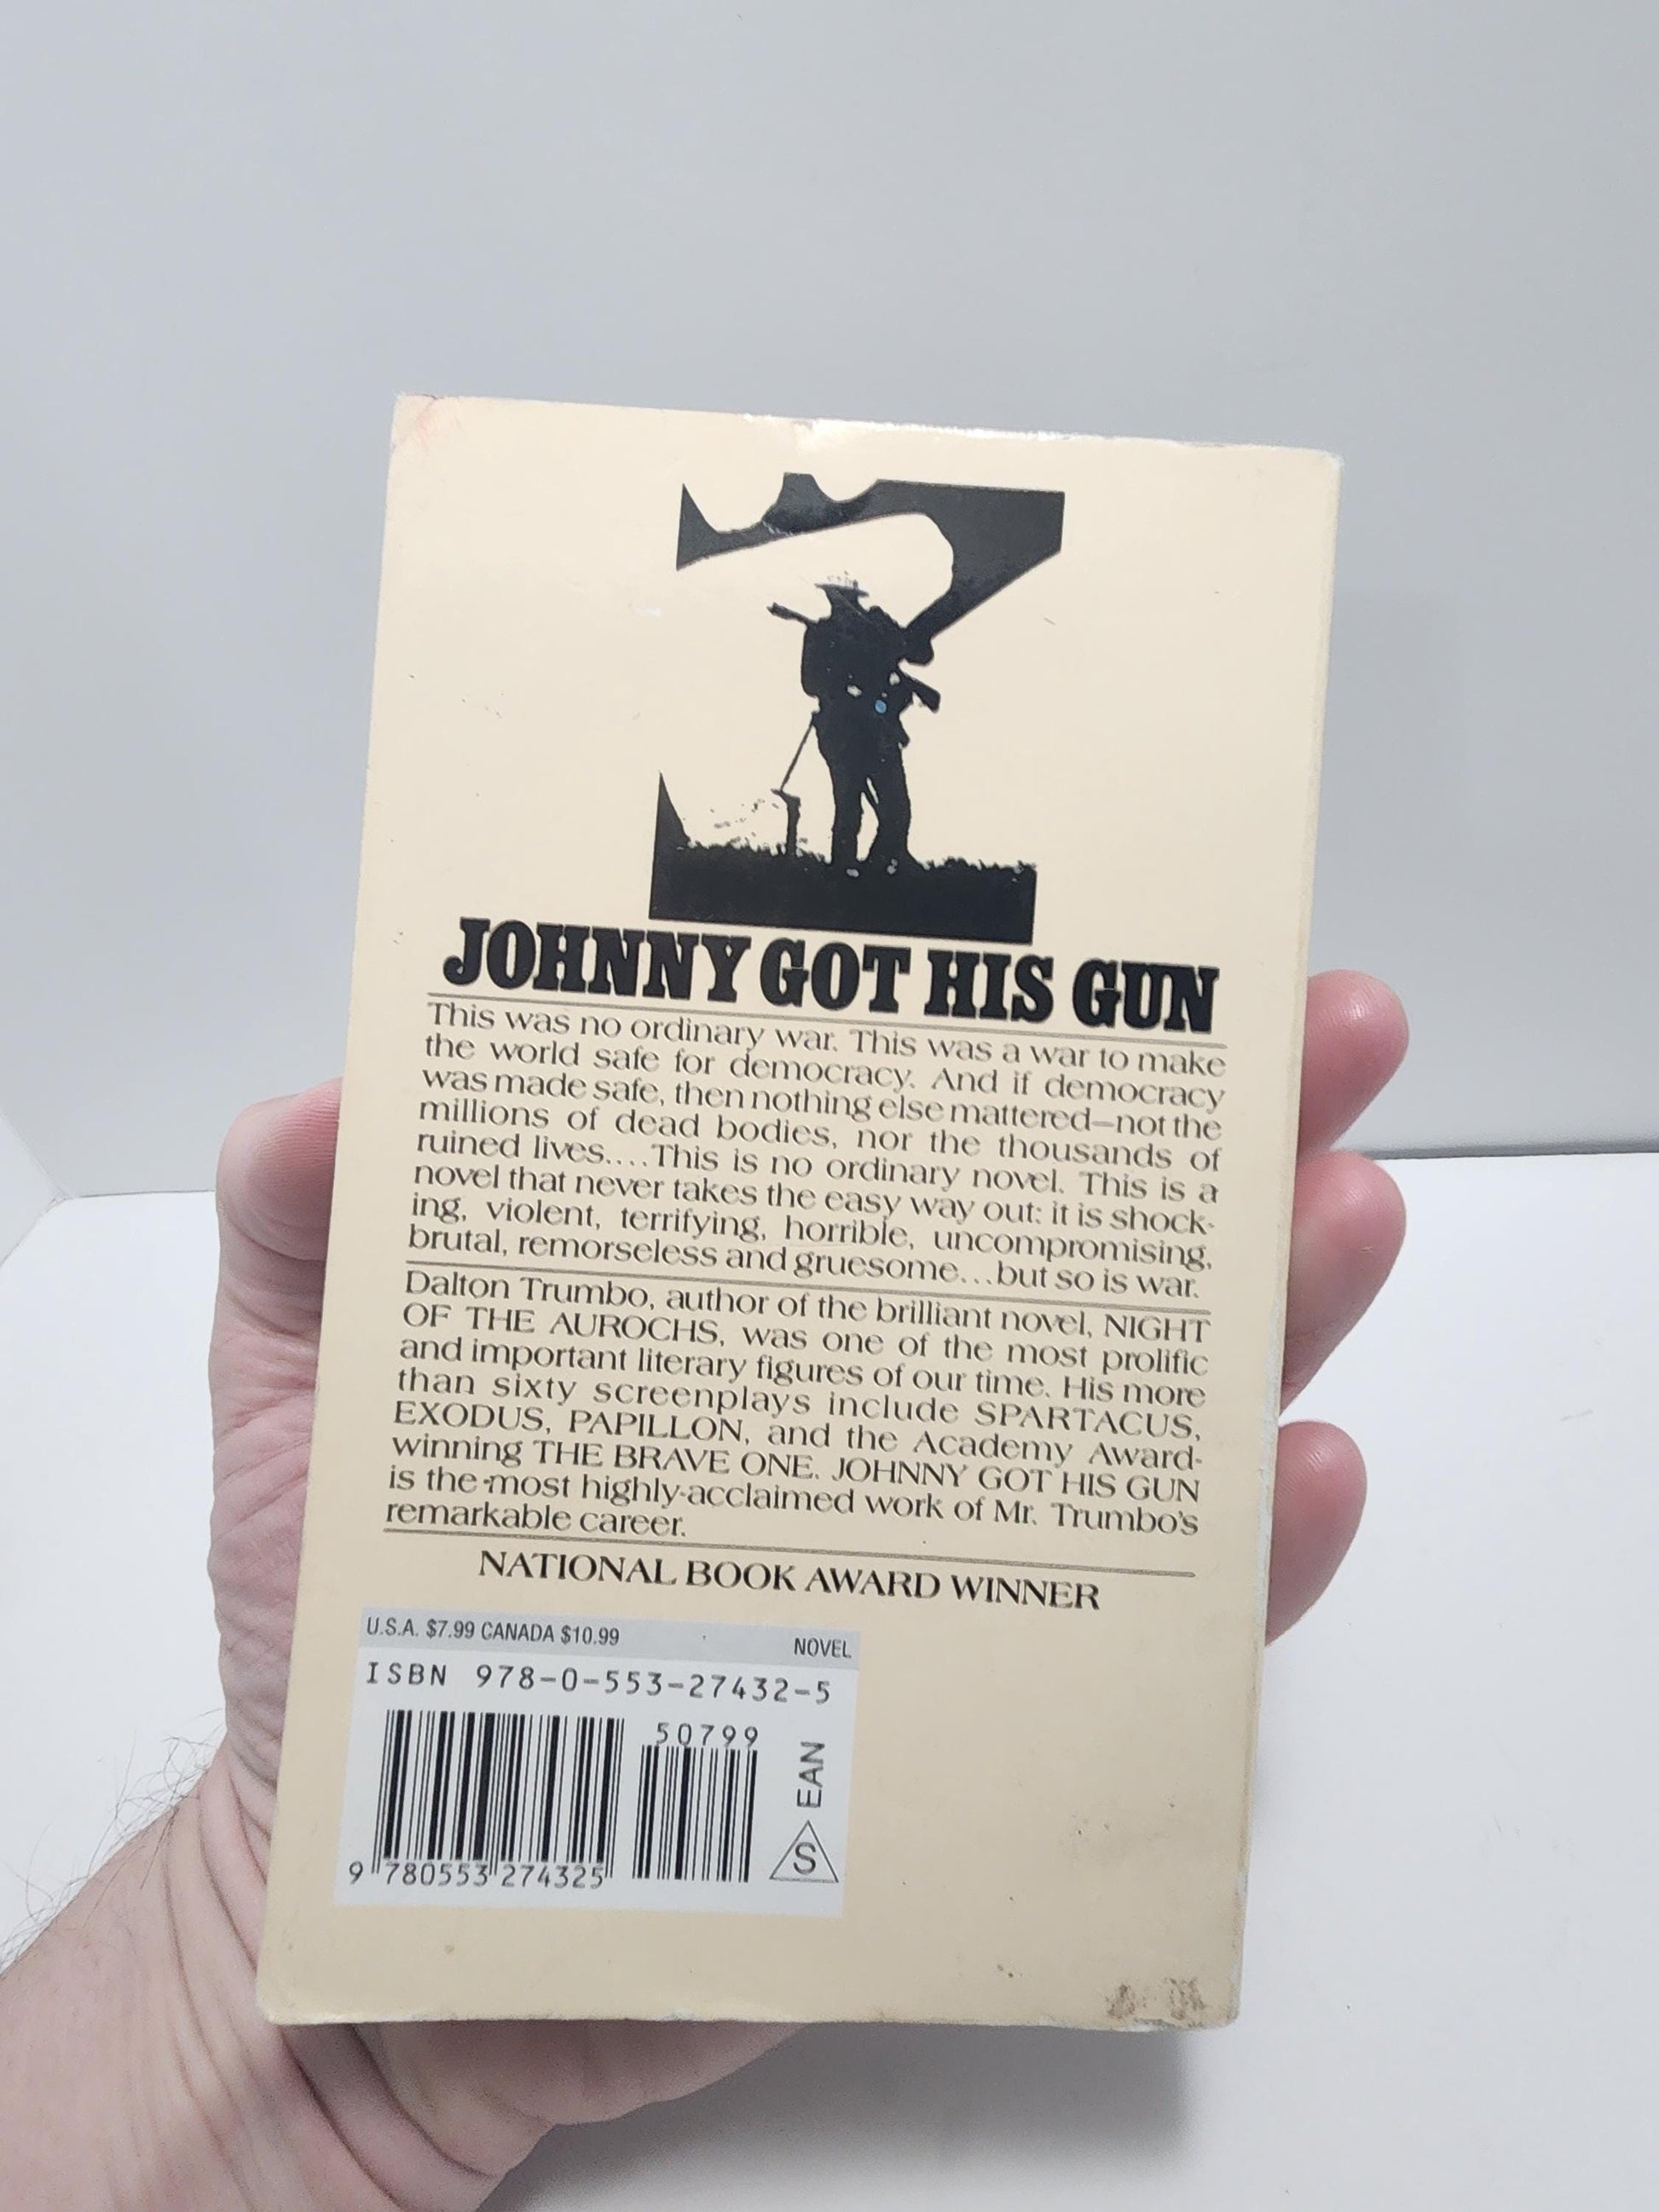 JOHNNY GOT HIS GUN
This was no ordinary war. This was a war to make
the world safe for democracy. And if democracy
was made safe, then nothing else mattered—not the
millions of dead bodies, nor the thousands of
ruined lives....This is no ordinary novel. This is a
novel that never takes the easy way out: it is shock-
ing, violent, terrifying, horrible, uncompromising,
brutal, remorseless and gruesome...but so is war.
Dalton Trumbo, author of the brilliant novel, NIGHT
OF THE AUROCHS, was one of the most prolific
and important literary figures of our time. His more
than sixty screenplays include SPARTACUS,
EXODUS, PAPILLON, and the Academy Award-
winning THE BRAVE ONE. JOHNNY GOT HIS GUN
is the most highly-acclaimed work of Mr. Trumbo's
remarkable career.
NATIONAL BOOK AWARD WINNER
U.S.A. $7.99 CANADA $10.99 NOVEL
ISBN 978-0-553-27432-5
50799
EAN
S
9 780553 274325